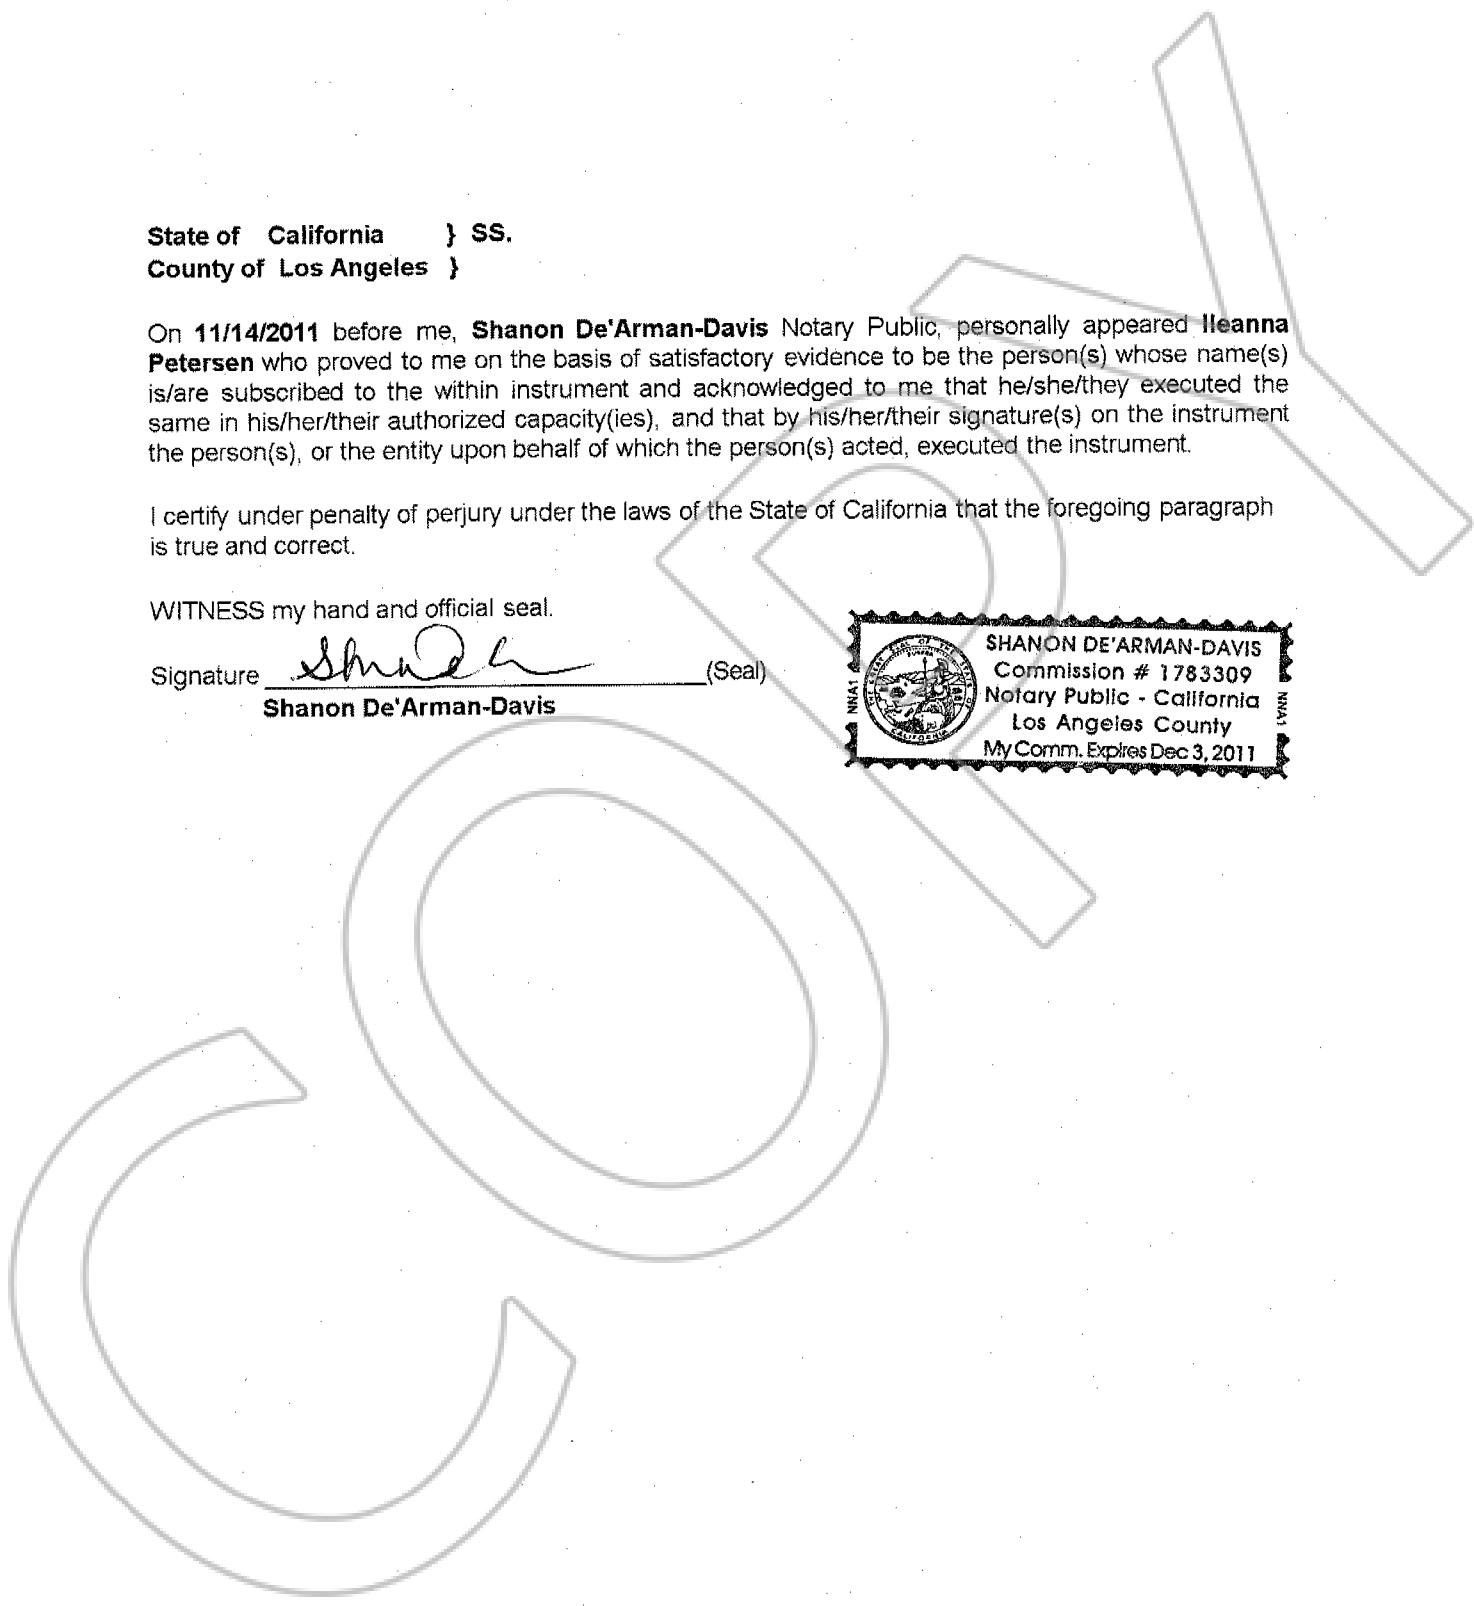 State of California } SS.
County of Los Angeles }
On 11/14/2011 before me, Shanon De'Arman-Davis Notary Public, personally appeared Ileanna
Petersen who proved to me on the basis of satisfactory evidence to be the person(s) whose name(s)
is/are subscribed to the within instrument and acknowledged to me that he/she/they executed the
same in his/her/their authorized capacity(ies), and that by his/her/their signature(s) on the instrument
the person(s), or the entity upon behalf of which the person(s) acted, executed the instrument.
I certify under penalty of perjury under the laws of the State of California that the foregoing paragraph
is true and correct.
WITNESS my hand and official seal.
Signature (Seal)
Shanon De'Arman-Davis
NNA1
SHANON DE'ARMAN-DAVIS
Commission # 1783309
Notary Public - California
Los Angeles County
My Comm. Expires Dec 3, 2011
NNA1
COPY